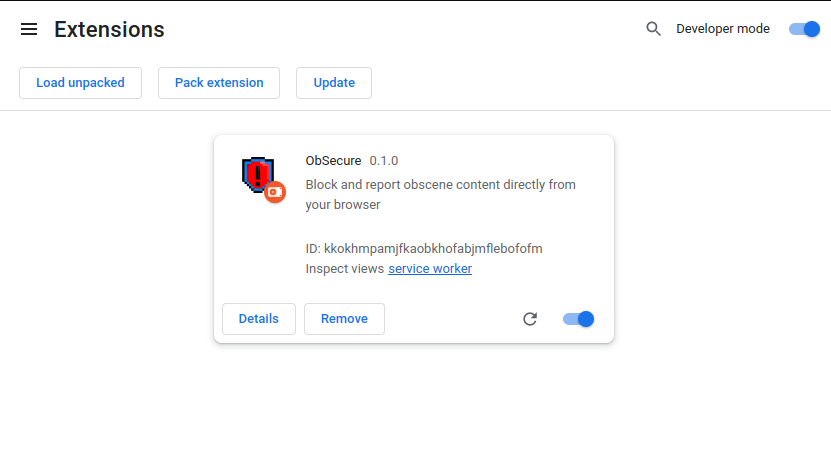 Extensions
Developer mode
Load unpacked
Pack extension
Update
ObSecure 0.1.0
Block and report obscene content directly from
your browser
ID: kkokhmpamjfkaobkhofabjmflebofofm
Inspect views service worker
Details
Remove